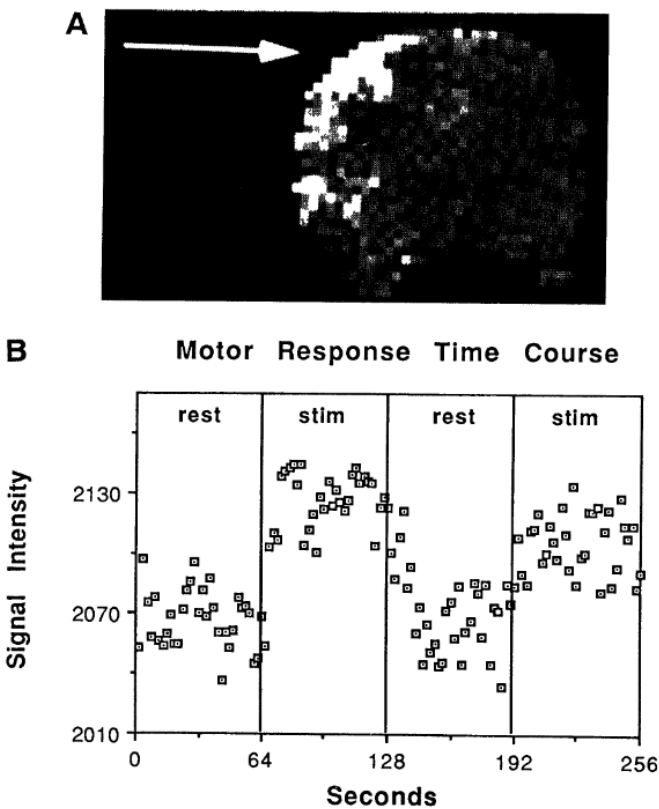 A
B Motor Response Time Course
rest stim rest stim
2130
2070
2010
Signal Intensity
0 64 128 192 256
Seconds